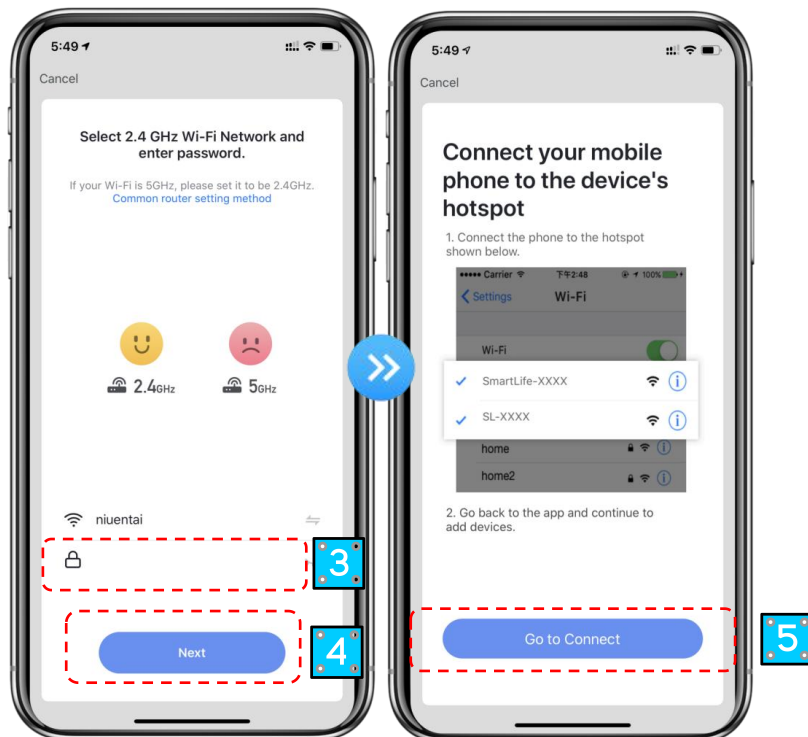 5:49
Cancel
Select 2.4 GHz Wi-Fi Network and
enter password.
If your Wi-Fi is 5GHz, please set it to be 2.4GHz.
Common router setting method
2.4GHz
5GHz
niuentai
3
Next
4
5:49
Cancel
Connect your mobile
phone to the device's
hotspot
1. Connect the phone to the hotspot
shown below.
Carrier
下午2:48
100%
Settings
Wi-Fi
Wi-Fi
SmartLife-XXXX
SL-XXXX
home
home2
2. Go back to the app and continue to
add devices.
Go to Connect
5